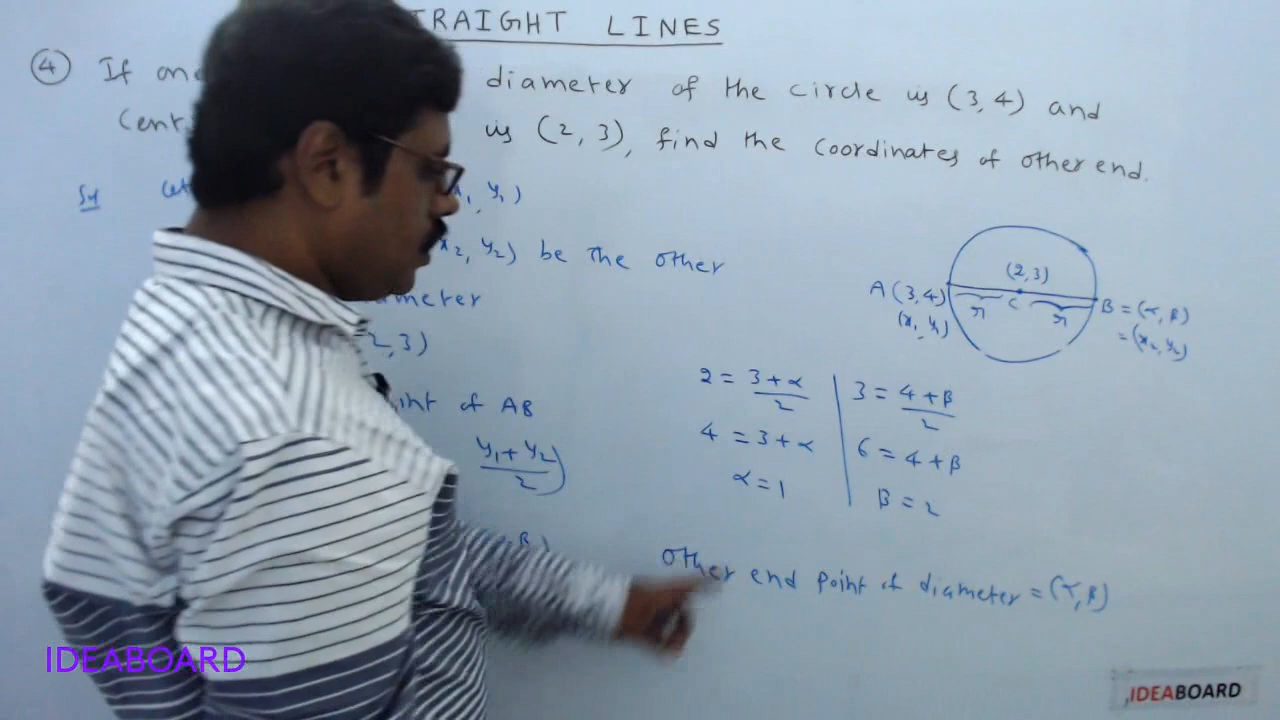 TRAIGHT LINES
④ If one diameter of the circle is (3,4) and
Cent is (2,3), find the coordinates of other end.
Sol Let x₁, y₁)
x₂, y₂) be the other
ameter
2,3)
int of AB
y₁+y₂)
2
β)
(2,3)
A(3,4) C B=(α,β)
r r
(x₁, y₁) =(x₂, y₂)
2 = 3+α | 3 = 4+β
2 2
4 = 3+α | 6 = 4+β
α = 1 | β = 2
Other end point of diameter = (α,β)
IDEABOARD
IDEABOARD